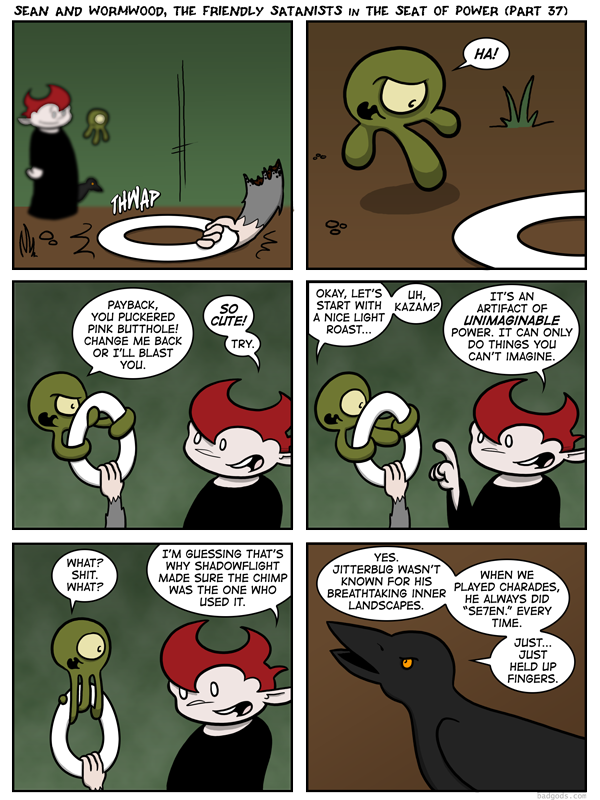 SEAN AND WORMWOOD, THE FRIENDLY SATANISTS IN THE SEAT OF POWER (PART 37)
THWAP
HA!
PAYBACK,
YOU PUCKERED
PINK BUTTHOLE!
CHANGE ME BACK
OR I'LL BLAST
YOU.
SO
CUTE!
TRY.
OKAY, LET'S
START WITH
A NICE LIGHT
ROAST...
UH,
KAZAM?
IT'S AN
ARTIFACT OF
UNIMAGINABLE
POWER. IT CAN ONLY
DO THINGS YOU
CAN'T IMAGINE.
WHAT?
SHIT.
WHAT?
I'M GUESSING THAT'S
WHY SHADOWFLIGHT
MADE SURE THE CHIMP
WAS THE ONE WHO
USED IT.
YES.
JITTERBUG WASN'T
KNOWN FOR HIS
BREATHTAKING INNER
LANDSCAPES.
WHEN WE
PLAYED CHARADES,
HE ALWAYS DID
"SE7EN." EVERY
TIME.
JUST...
JUST
HELD UP
FINGERS.
badgods.com